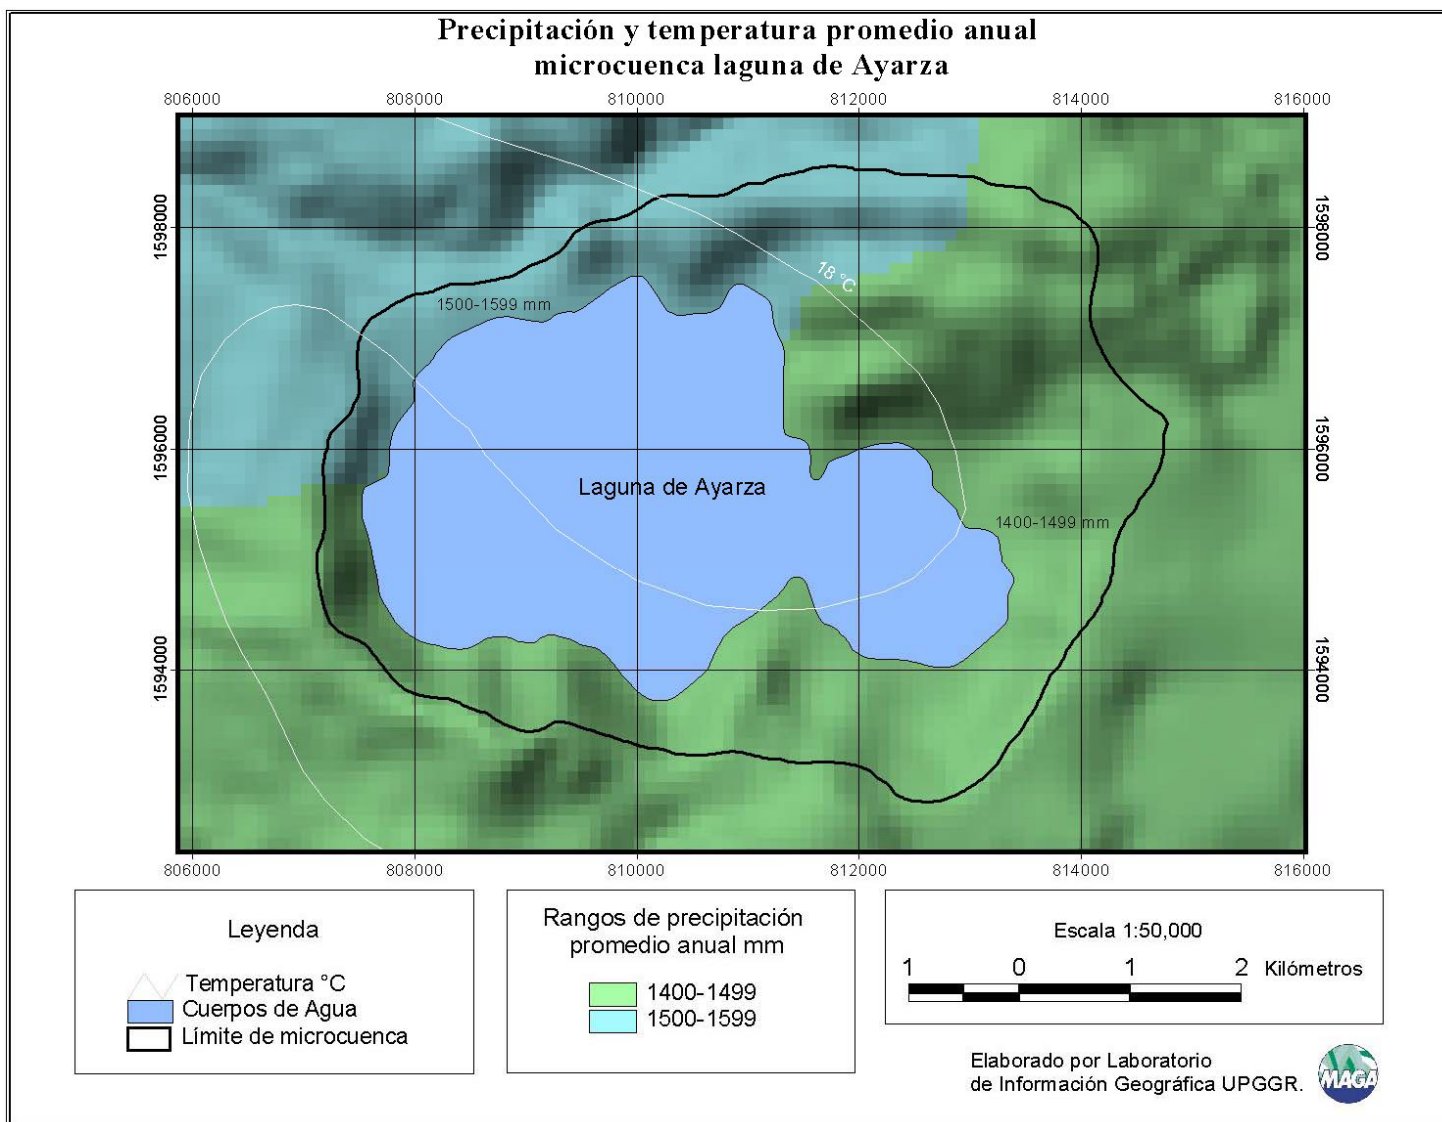 Precipitación y temperatura promedio anual
microcuenca laguna de Ayarza
806000 808000 810000 812000 814000 816000
1598000 1598000
18 °C
1500-1599 mm
1596000 1596000
Laguna de Ayarza
1400-1499 mm
1594000 1594000
806000 808000 810000 812000 814000 816000
Leyenda
Temperatura °C
Cuerpos de Agua
Límite de microcuenca
Rangos de precipitación
promedio anual mm
1400-1499
1500-1599
Escala 1:50,000
1 0 1 2 Kilómetros
Elaborado por Laboratorio
de Información Geográfica UPGGR.
MAGA